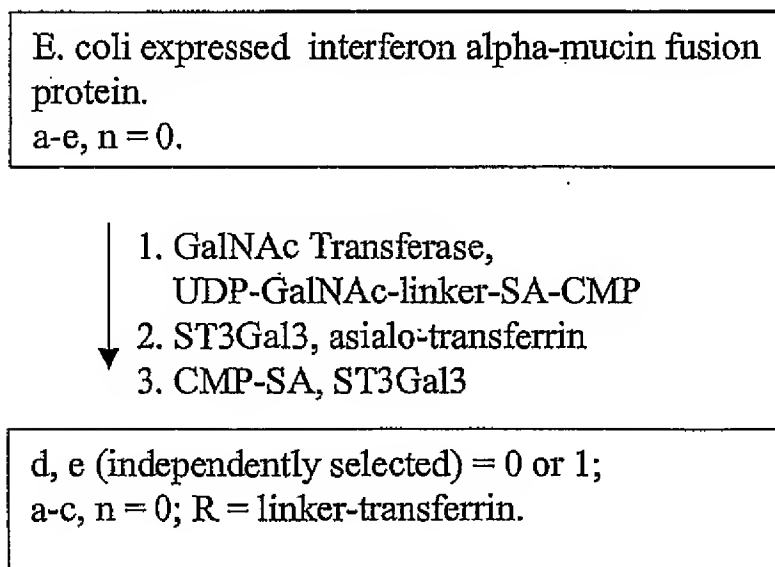 E. coli expressed interferon alpha-mucin fusion
protein.
a-e, n = 0.
1. GalNAc Transferase,
UDP-GalNAc-linker-SA-CMP
2. ST3Gal3, asialo-transferrin
3. CMP-SA, ST3Gal3
d, e (independently selected) = 0 or 1;
a-c, n = 0; R = linker-transferrin.